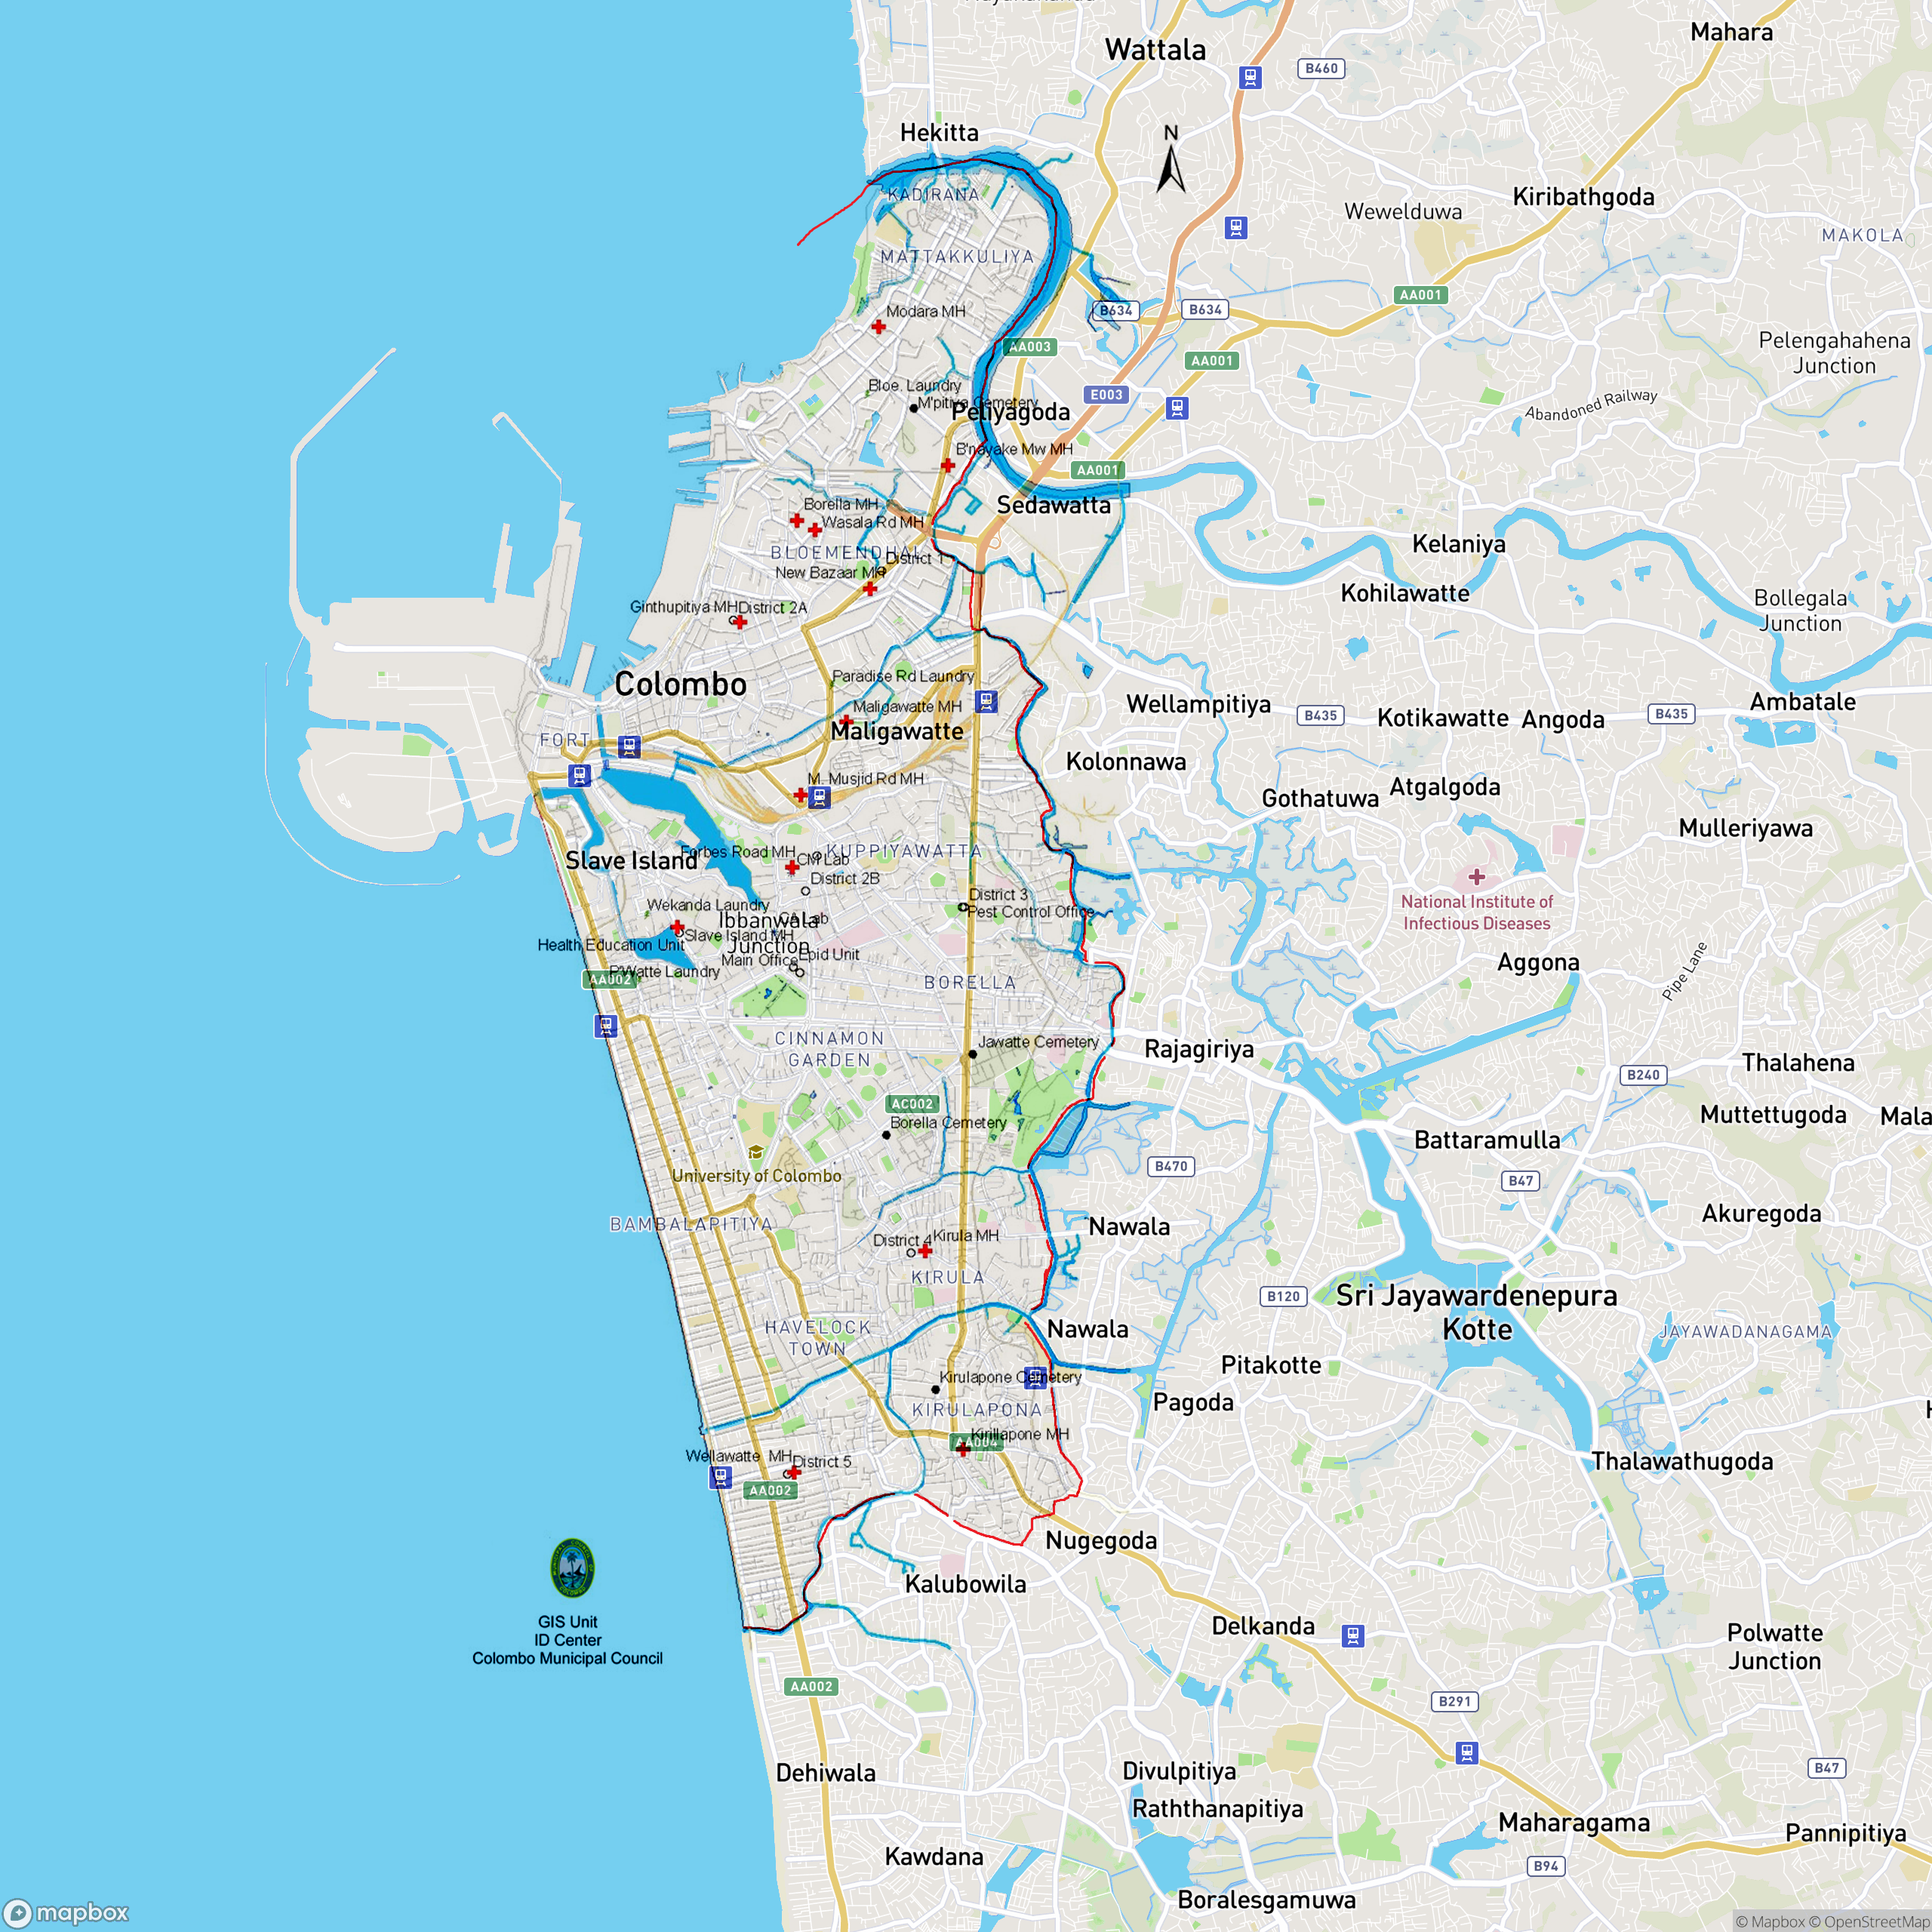 Mahara
Wattala
B460
Hekitta
N
KADIRANA
Kiribathgoda
Wewelduwa
MAKOLA
MATTAKKULIYA
AA001
Modara MH
B634
B634
Pelengahahena
Junction
AA003
AA001
Bloe. Laundry
E003
M'pitiya Cemetery
Peliyagoda
Abandoned Railway
B'nayake Mw MH
AA001
Borella MH
Sedawatta
Wasala Rd MH
BLOEMENDHAL
District 1
Kelaniya
New Bazaar MH
Kohilawatte
Bollegala
Junction
Ginthupitiya MH
District 2A
Colombo
Paradise Rd Laundry
Maligawatte MH
Maligawatte
Wellampitiya
B435
Kotikawatte
Angoda
B435
Ambatale
FORT
Kolonnawa
M. Musjid Rd MH
Gothatuwa
Atgalgoda
Mulleriyawa
Slave Island
Forbes Road MH
CM Lab
KUPPIYAWATTA
District 2B
District 3
National Institute of
Infectious Diseases
Wekanda Laundry
Pest Control Office
Ibbanwala
Junction
CA Lab
Slave Island MH
Health Education Unit
Main Office
Epid Unit
P'Watte Laundry
AA002
Aggona
Pipe Lane
BORELLA
CINNAMON
GARDEN
Jawatte Cemetery
Rajagiriya
Thalahena
B240
AC002
Muttettugoda
Mala
Borella Cemetery
Battaramulla
University of Colombo
B470
B47
BAMBALAPITIYA
Nawala
Akuregoda
District 4
Kirula MH
KIRULA
B120
Sri Jayawardenepura
Kotte
HAVELOCK
TOWN
Nawala
JAYAWADANAGAMA
Pitakotte
Kirulapone Cemetery
KIRULAPONA
Pagoda
H
Kirillapone MH
AA004
Wellawatte MH
District 5
AA002
Thalawathugoda
Nugegoda
Kalubowila
GIS Unit
ID Center
Colombo Municipal Council
Delkanda
Polwatte
Junction
AA002
B291
Dehiwala
Divulpitiya
B47
Raththanapitiya
Maharagama
Pannipitiya
Kawdana
B94
Boralesgamuwa
mapbox
© Mapbox © OpenStreetMap